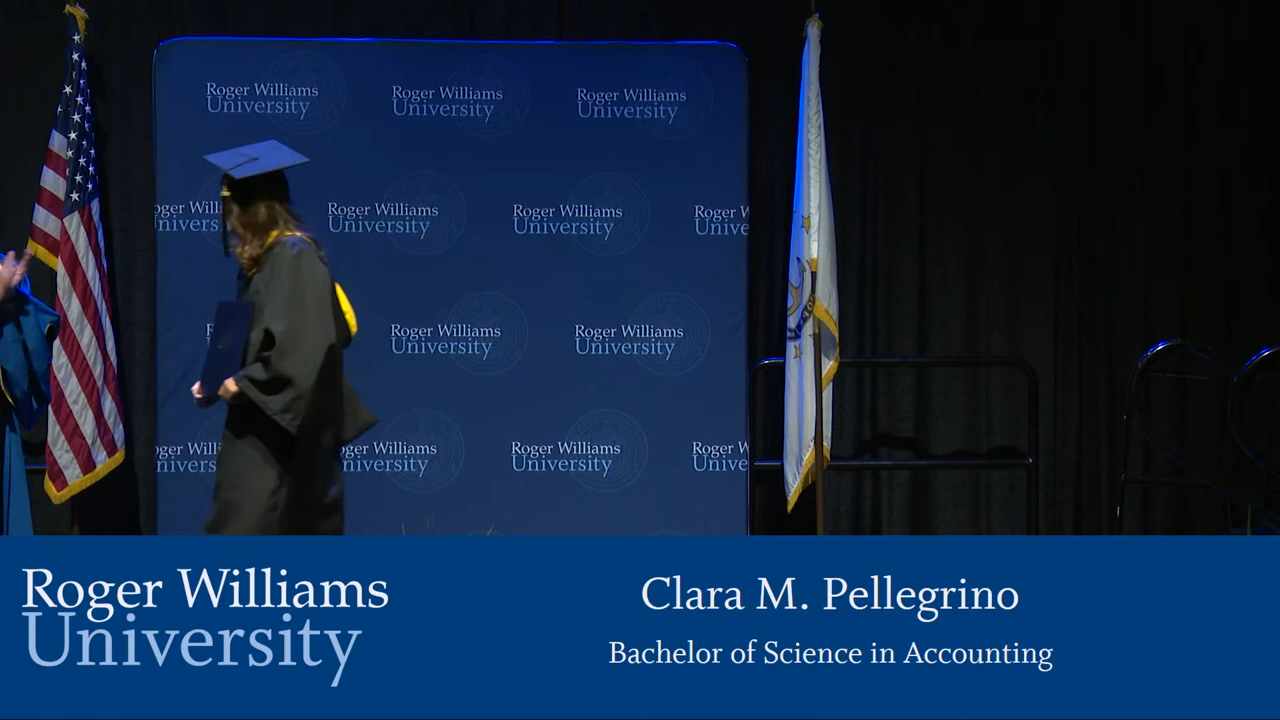 Roger Williams
University
Roger Williams
University
Roger Williams
University
Roger Williams
University
Roger Williams
University
Roger Williams
Roger Williams
University
Roger Williams
University
Roger Williams
University
Roger Williams
University
Clara M. Pellegrino
Bachelor of Science in Accounting